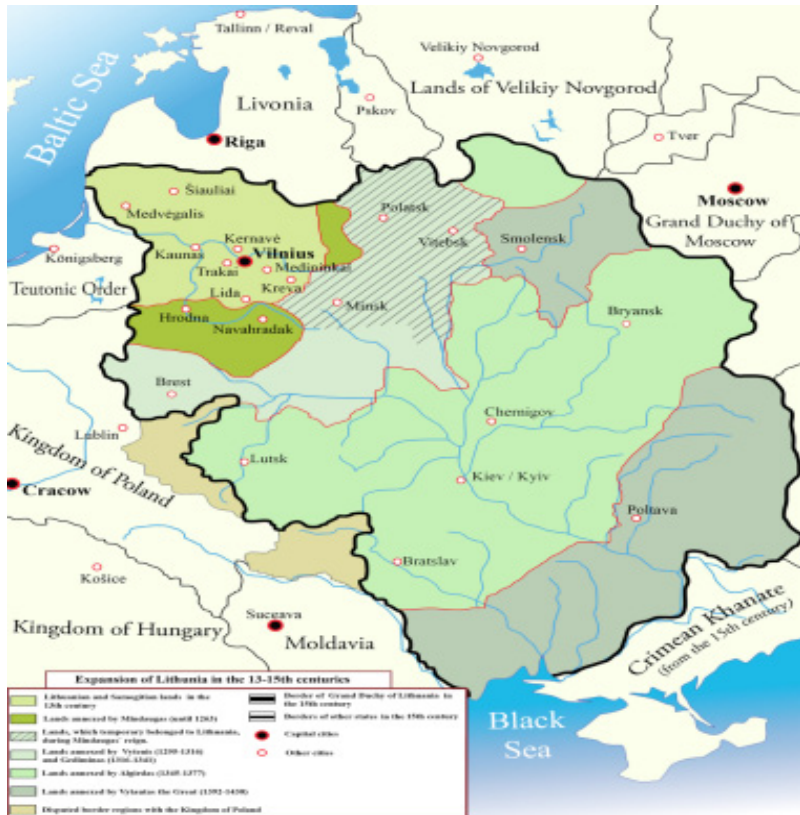 Tallinn / Reval
Velikiy Novgorod
Baltic Sea
Livonia
Lands of Velikiy Novgorod
Pskov
Riga
Tver
Šiauliai
Moscow
Medvėgalis
Polatsk
Grand Duchy of
Moscow
Vitebsk
Smolensk
Königsberg
Kaunas
Kernavė
Vilnius
Trakai
Medininkai
Teutonic Order
Lida
Kreva
Minsk
Hrodna
Navahradak
Bryansk
Brest
Lublin
Chernigov
Kingdom of Poland
Lutsk
Kiev / Kyiv
Cracow
Poltava
Bratslav
Košice
Suceava
Kingdom of Hungary
Moldavia
Crimean Khanate
(from the 15th century)
Black
Sea
Expansion of Lithunia in the 13-15th centuries
Lithuanian and Samogitian lands in the
13th century
Lands annexed by Mindaugas (until 1263)
Lands, which temporary belonged to Lithuania,
during Mindaugas' reign.
Lands annexed by Vytenis (1295-1316)
and Gediminas (1316-1341)
Lands annexed by Algirdas (1345-1377)
Lands annexed by Vytautas the Great (1392-1430)
Disputed border regions with the Kingdom of Poland
Border of Grand Duchy of Lithuania in
the 15th century
Borders of other states in the 15th century
Capital cities
Other cities